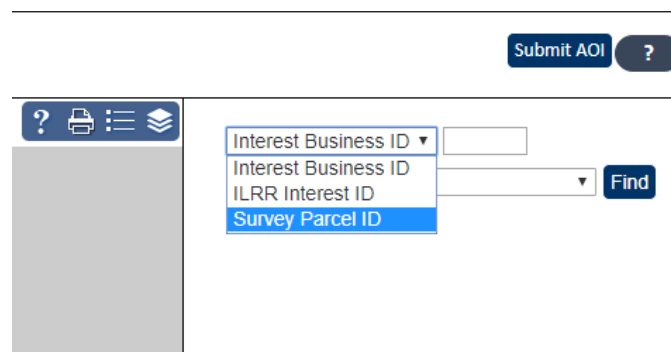 Submit AOI ?
?
Interest Business ID
Interest Business ID
ILRR Interest ID
Find
Survey Parcel ID